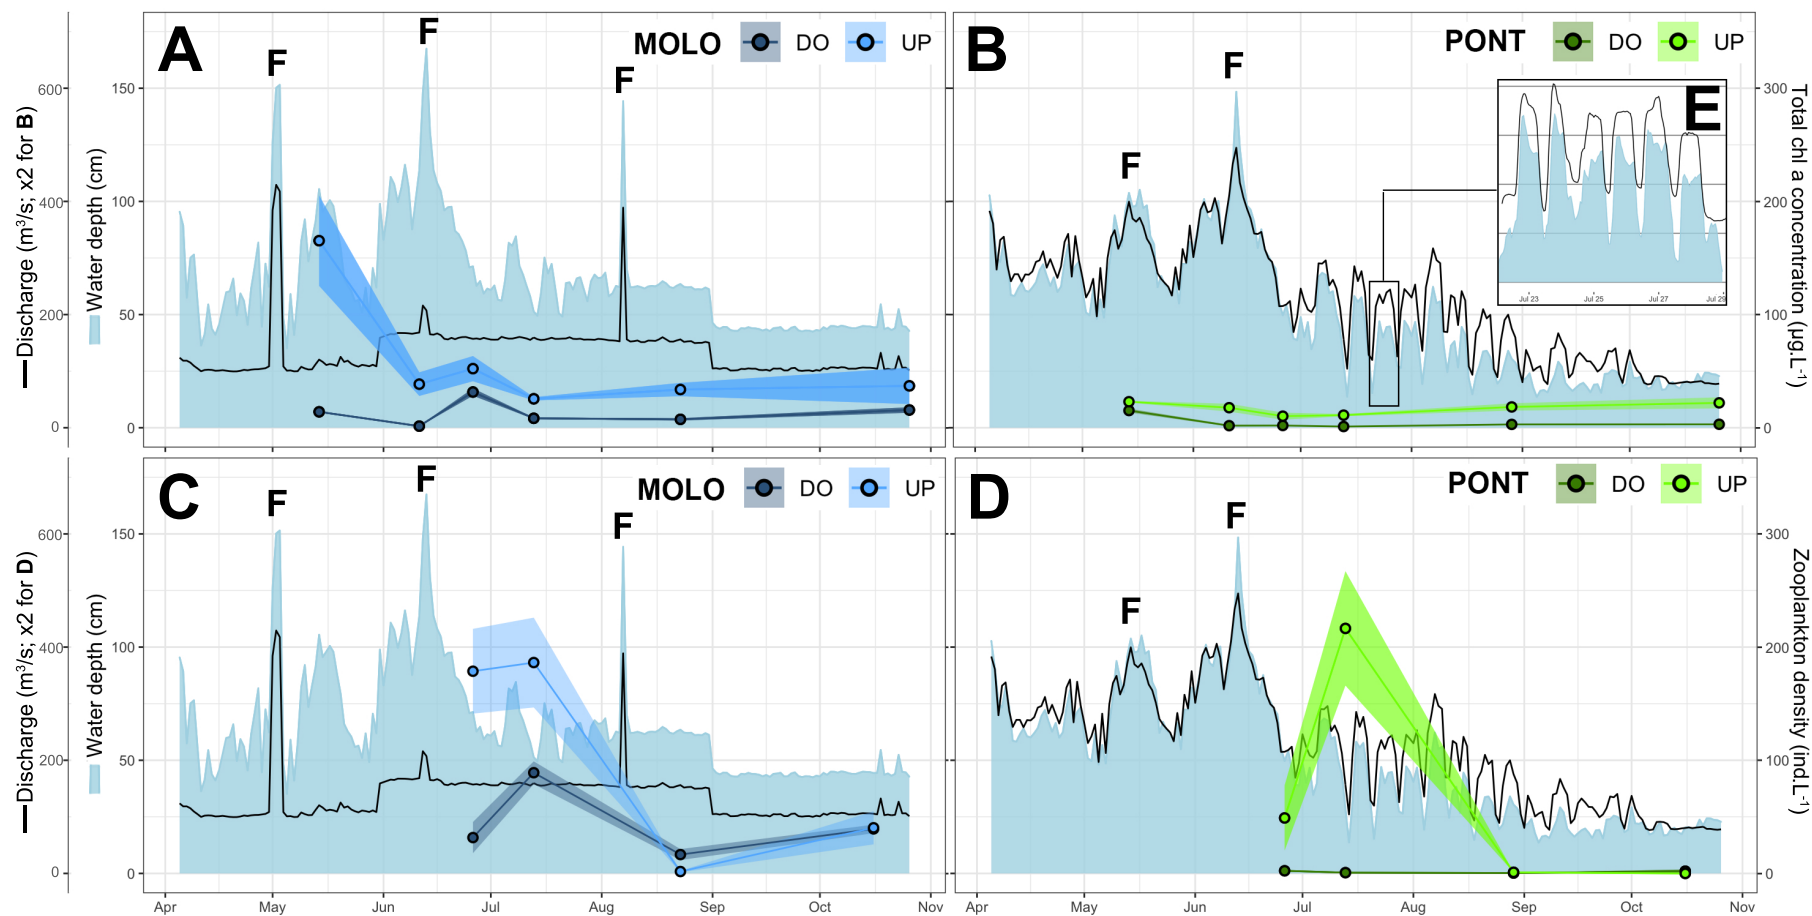 A
F
F
F
MOLO DO UP
Discharge (m³/s; x2 for B)
Water depth (cm)
600
400
200
0
150
100
50
0
B
F
F
PONT DO UP
E
Jul 23
Jul 25
Jul 27
Jul 29
300
200
100
0
Total chl a concentration (µg.L⁻¹)
C
F
F
F
MOLO DO UP
Discharge (m³/s; x2 for D)
Water depth (cm)
600
400
200
0
150
100
50
0
Apr May Jun Jul Aug Sep Oct Nov
D
F
F
PONT DO UP
300
200
100
0
Zooplankton density (ind.L⁻¹)
Apr May Jun Jul Aug Sep Oct Nov